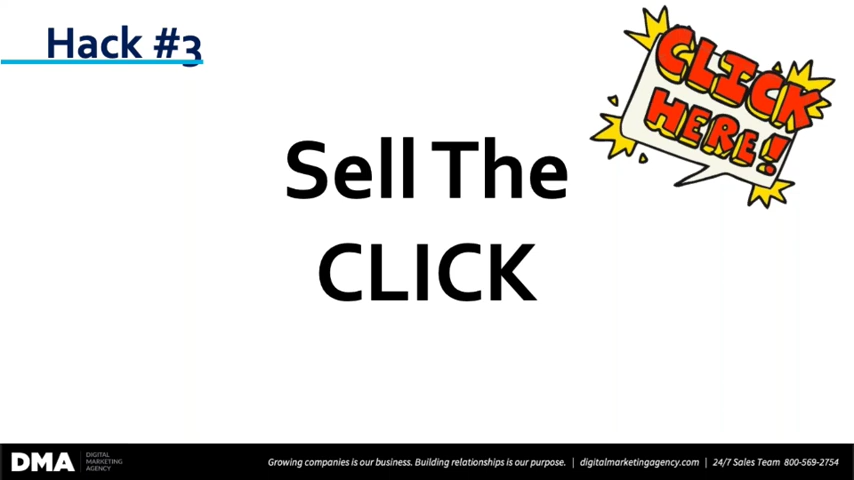 Hack #3
CLICK
HERE!
Sell The
CLICK
DMA
DIGITAL
MARKETING
AGENCY
Growing companies is our business. Building relationships is our purpose. | digitalmarketingagency.com | 24/7 Sales Team 800-569-2754